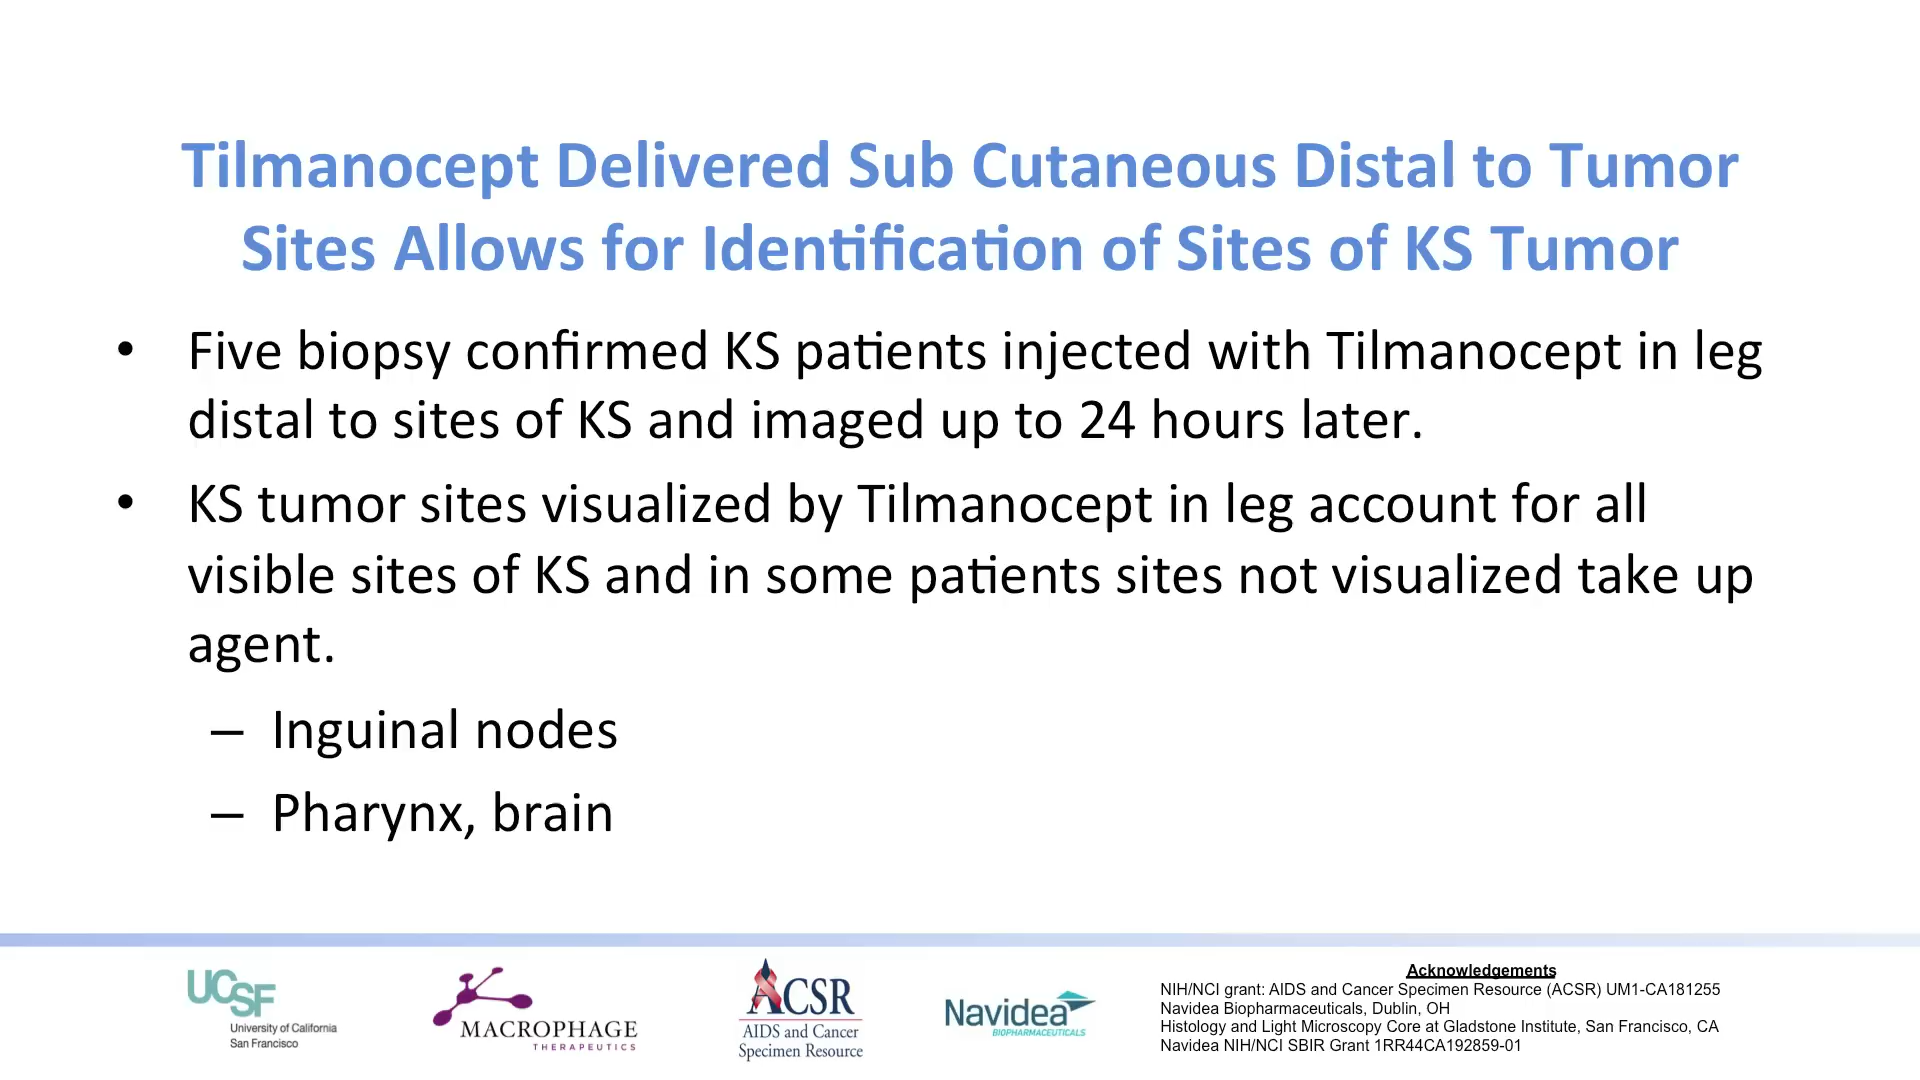 Tilmanocept Delivered Sub Cutaneous Distal to Tumor
Sites Allows for Identification of Sites of KS Tumor
• Five biopsy confirmed KS patients injected with Tilmanocept in leg
distal to sites of KS and imaged up to 24 hours later.
• KS tumor sites visualized by Tilmanocept in leg account for all
visible sites of KS and in some patients sites not visualized take up
agent.
– Inguinal nodes
– Pharynx, brain
UCSF
University of California
San Francisco
MACROPHAGE
THERAPEUTICS
ACSR
AIDS and Cancer
Specimen Resource
Navidea
BIOPHARMACEUTICALS
Acknowledgements
NIH/NCI grant: AIDS and Cancer Specimen Resource (ACSR) UM1-CA181255
Navidea Biopharmaceuticals, Dublin, OH
Histology and Light Microscopy Core at Gladstone Institute, San Francisco, CA
Navidea NIH/NCI SBIR Grant 1RR44CA192859-01